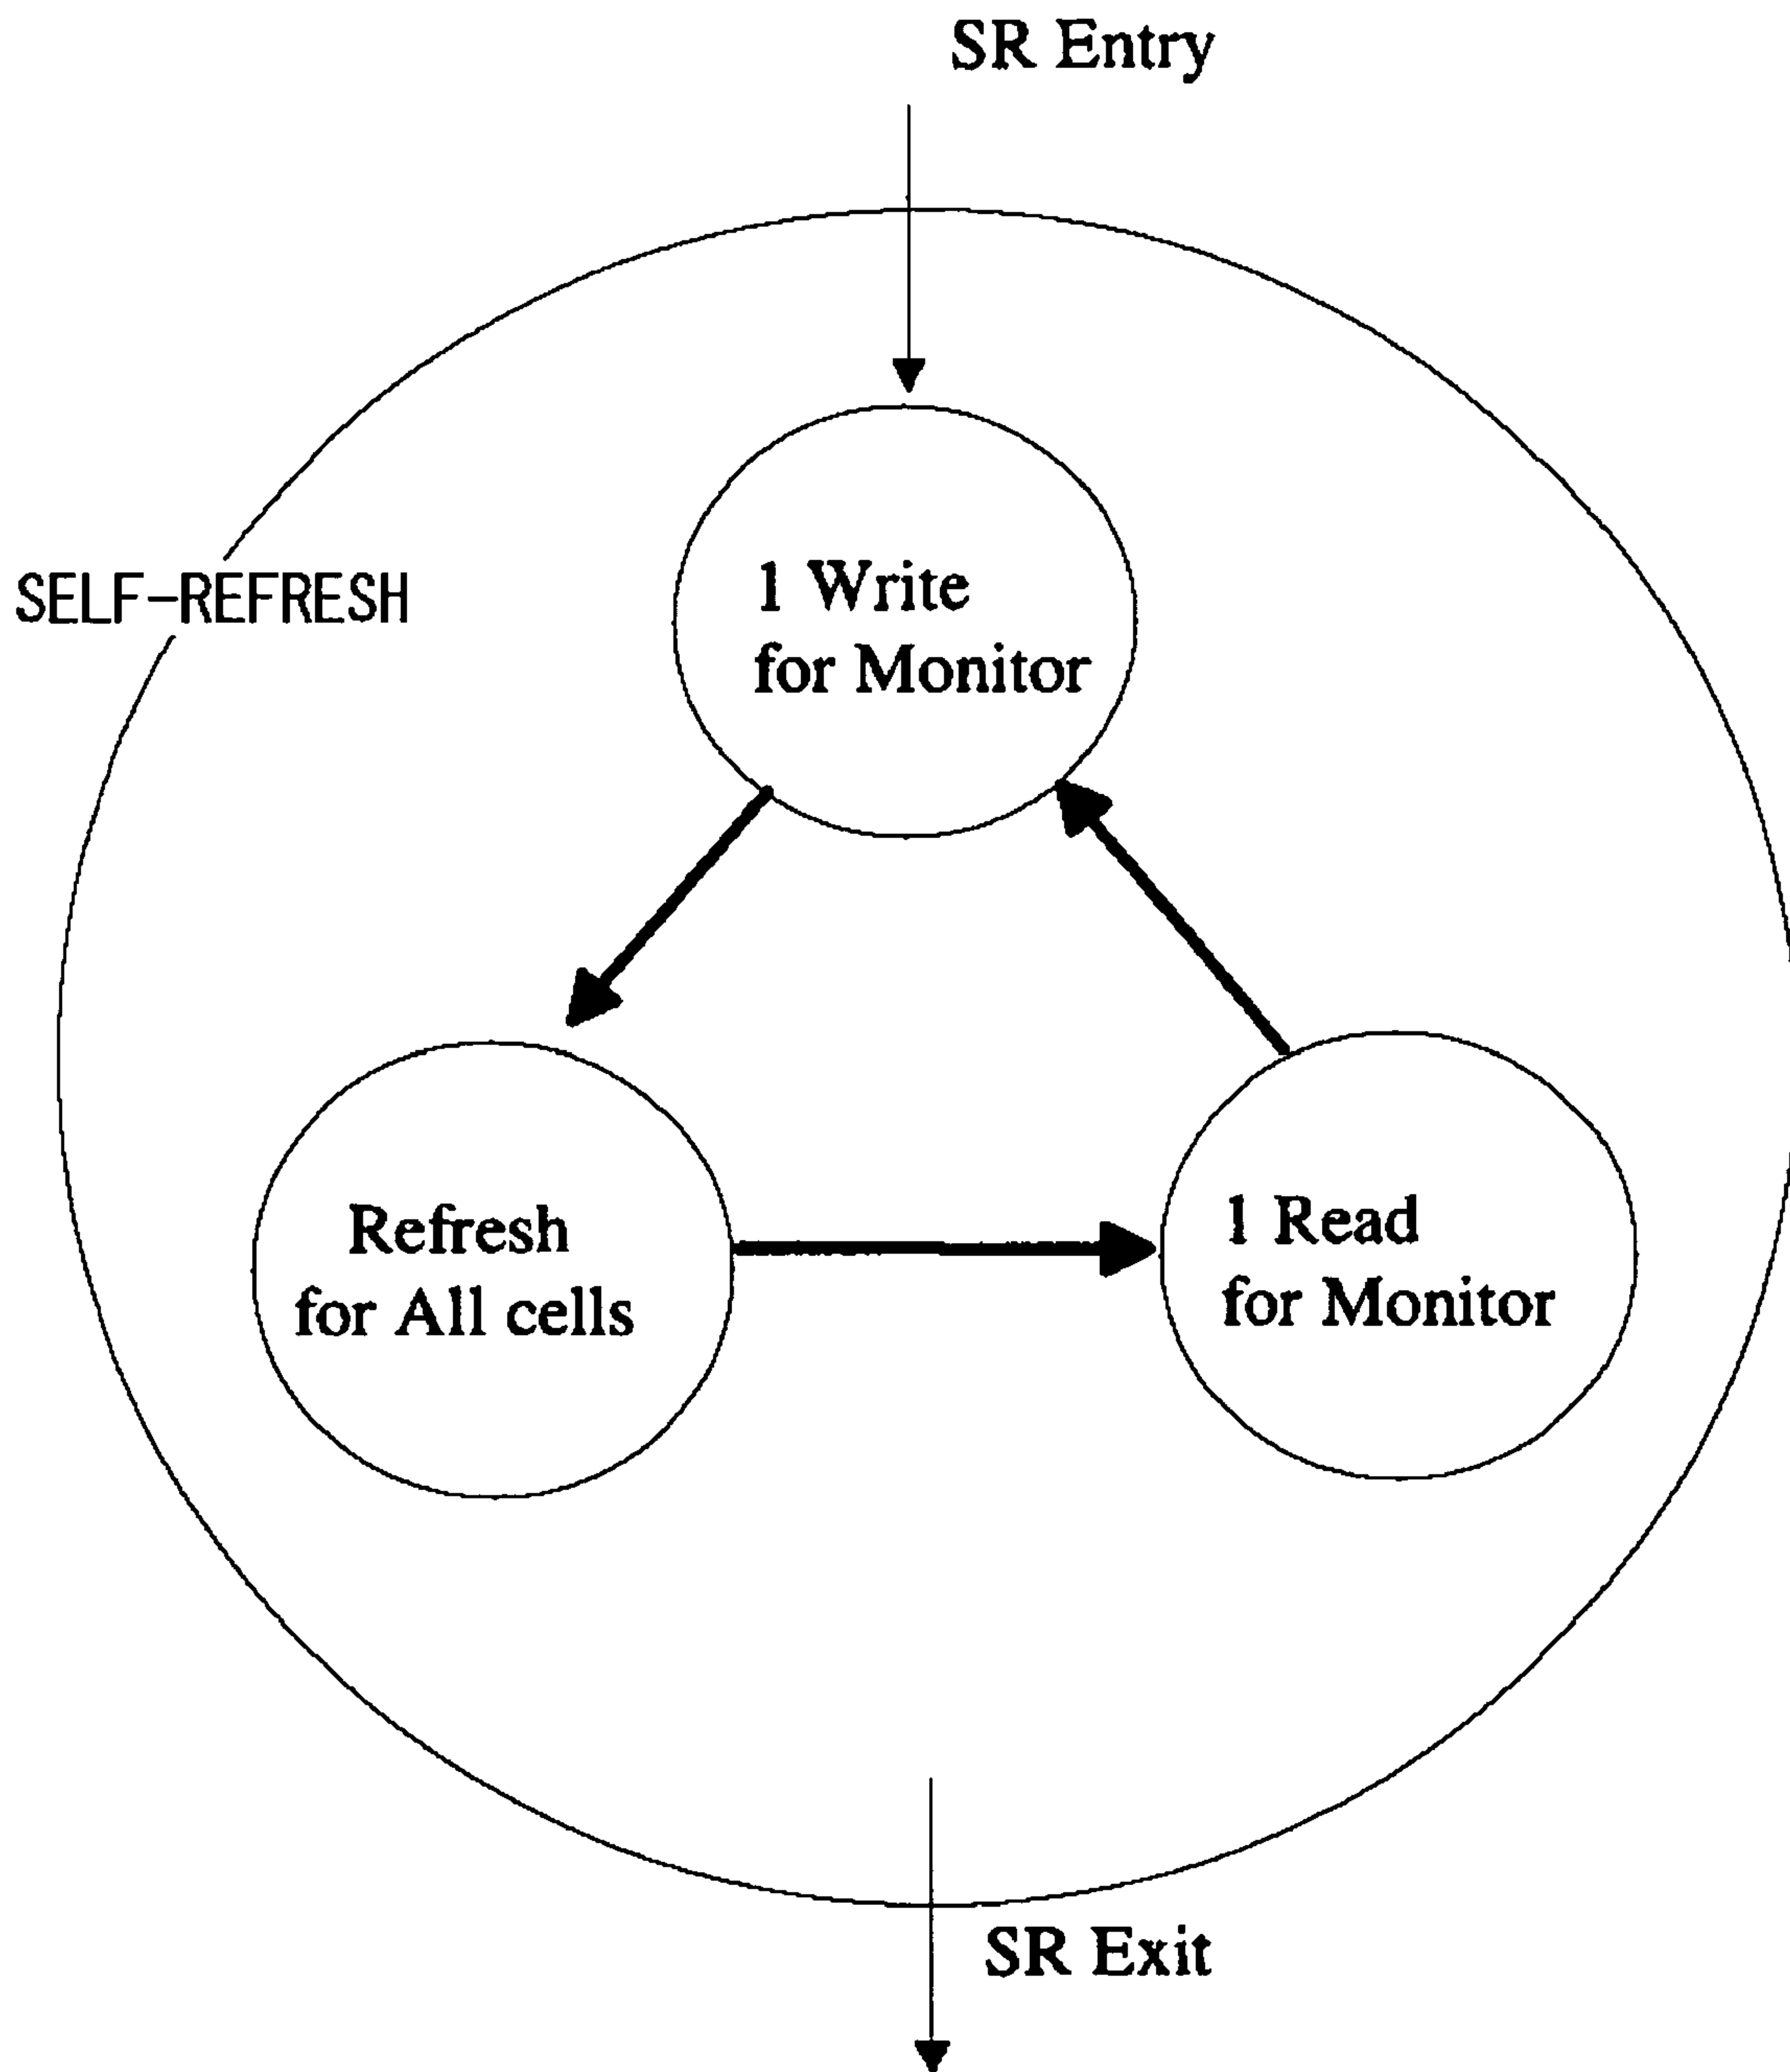 SR Entry
SELF-REFRESH
1 Write
for Monitor
Refresh
for All cells
1 Read
for Monitor
SR Exit